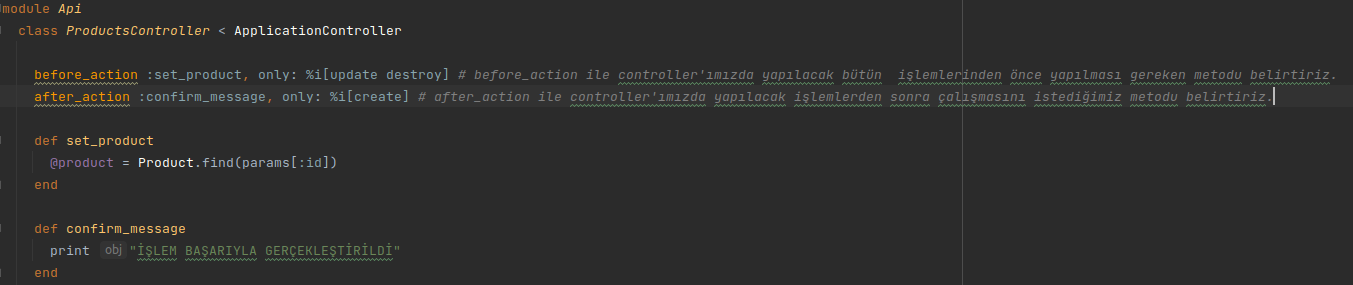 module Api
class ProductsController < ApplicationController
before_action :set_product, only: %i[update destroy] # before_action ile controller'ımızda yapılacak bütün  işlemlerinden önce yapılması gereken metodu belirtiriz.
after_action :confirm_message, only: %i[create] # after_action ile controller'ımızda yapılacak işlemlerden sonra çalışmasını istediğimiz metodu belirtiriz.
def set_product
@product = Product.find(params[:id])
end
def confirm_message
print obj "İŞLEM BAŞARIYLA GERÇEKLEŞTİRİLDİ"
end